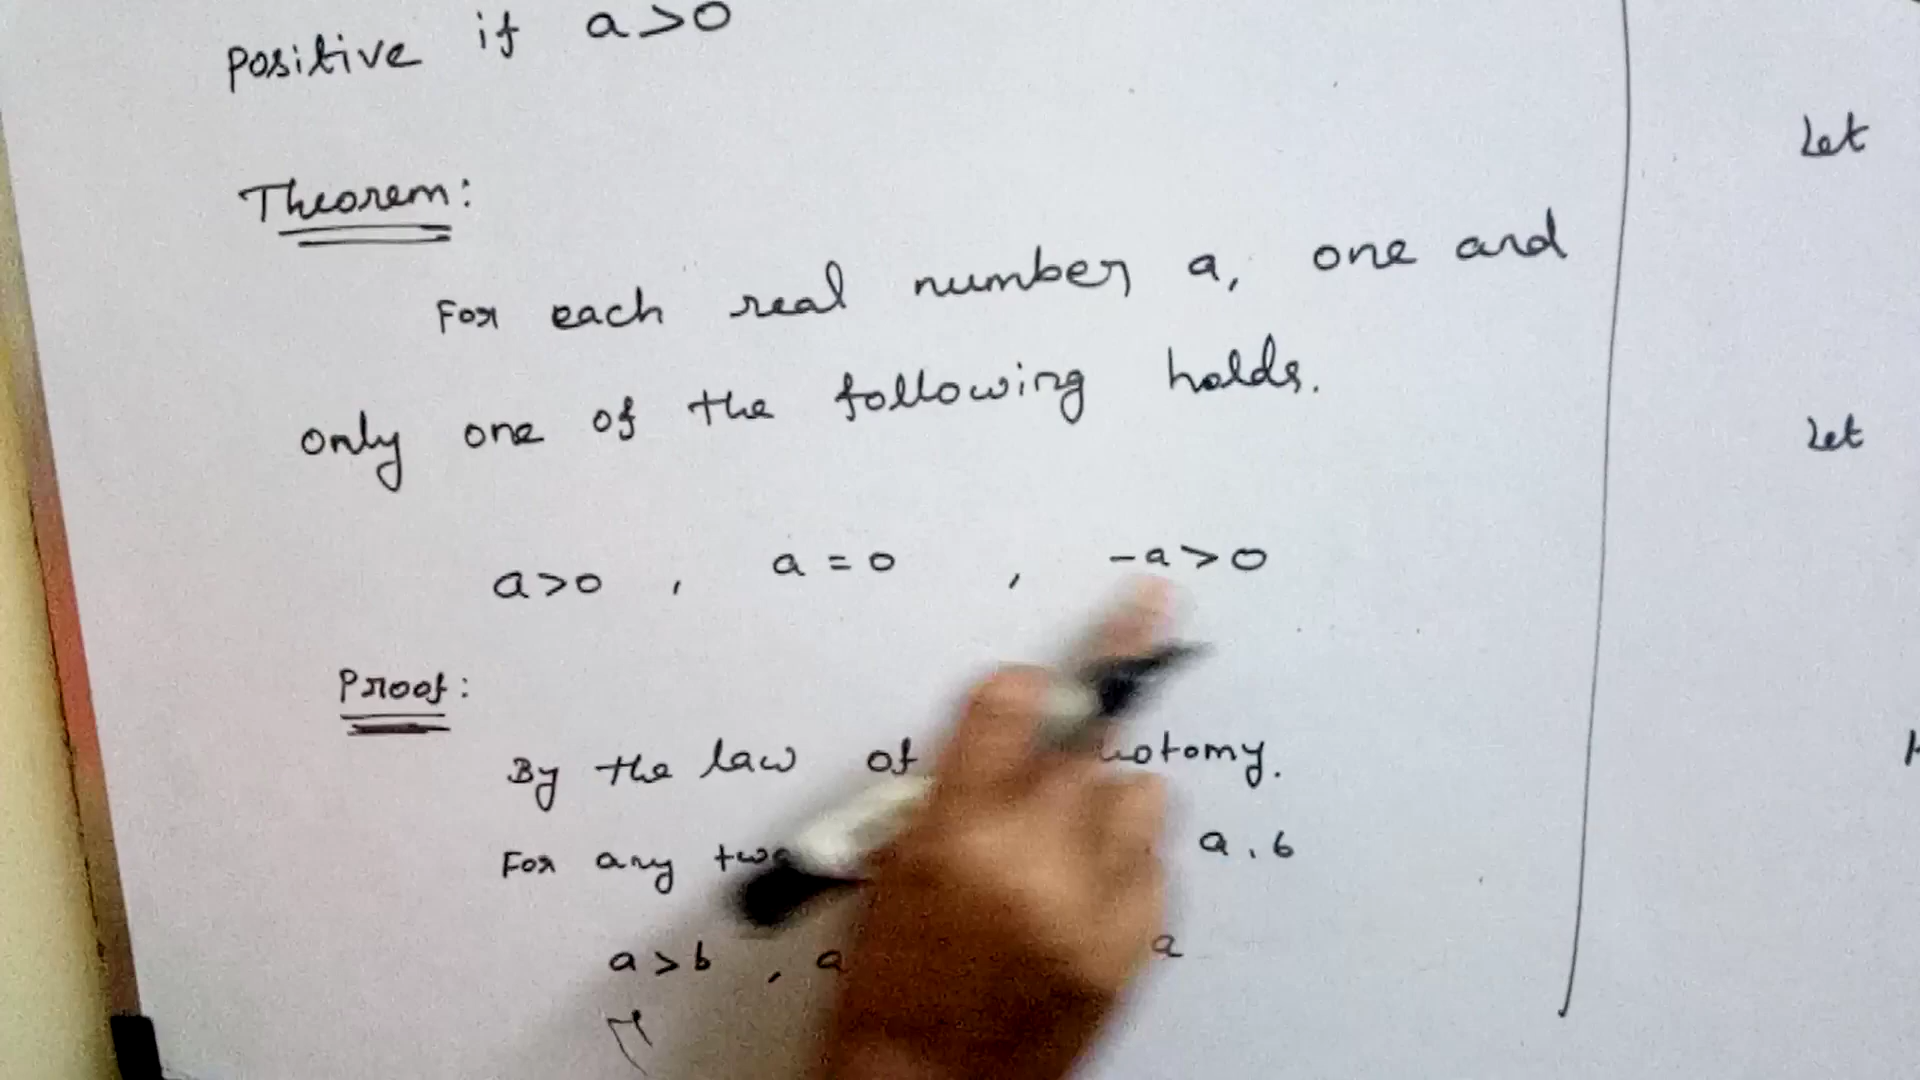 positive if a>0
Theorem:
For each real number a, one and
only one of the following holds.
a>0 , a = 0 , -a>0
Proof:
By the law of
For any two a, b
a>b , a a
Let
Let